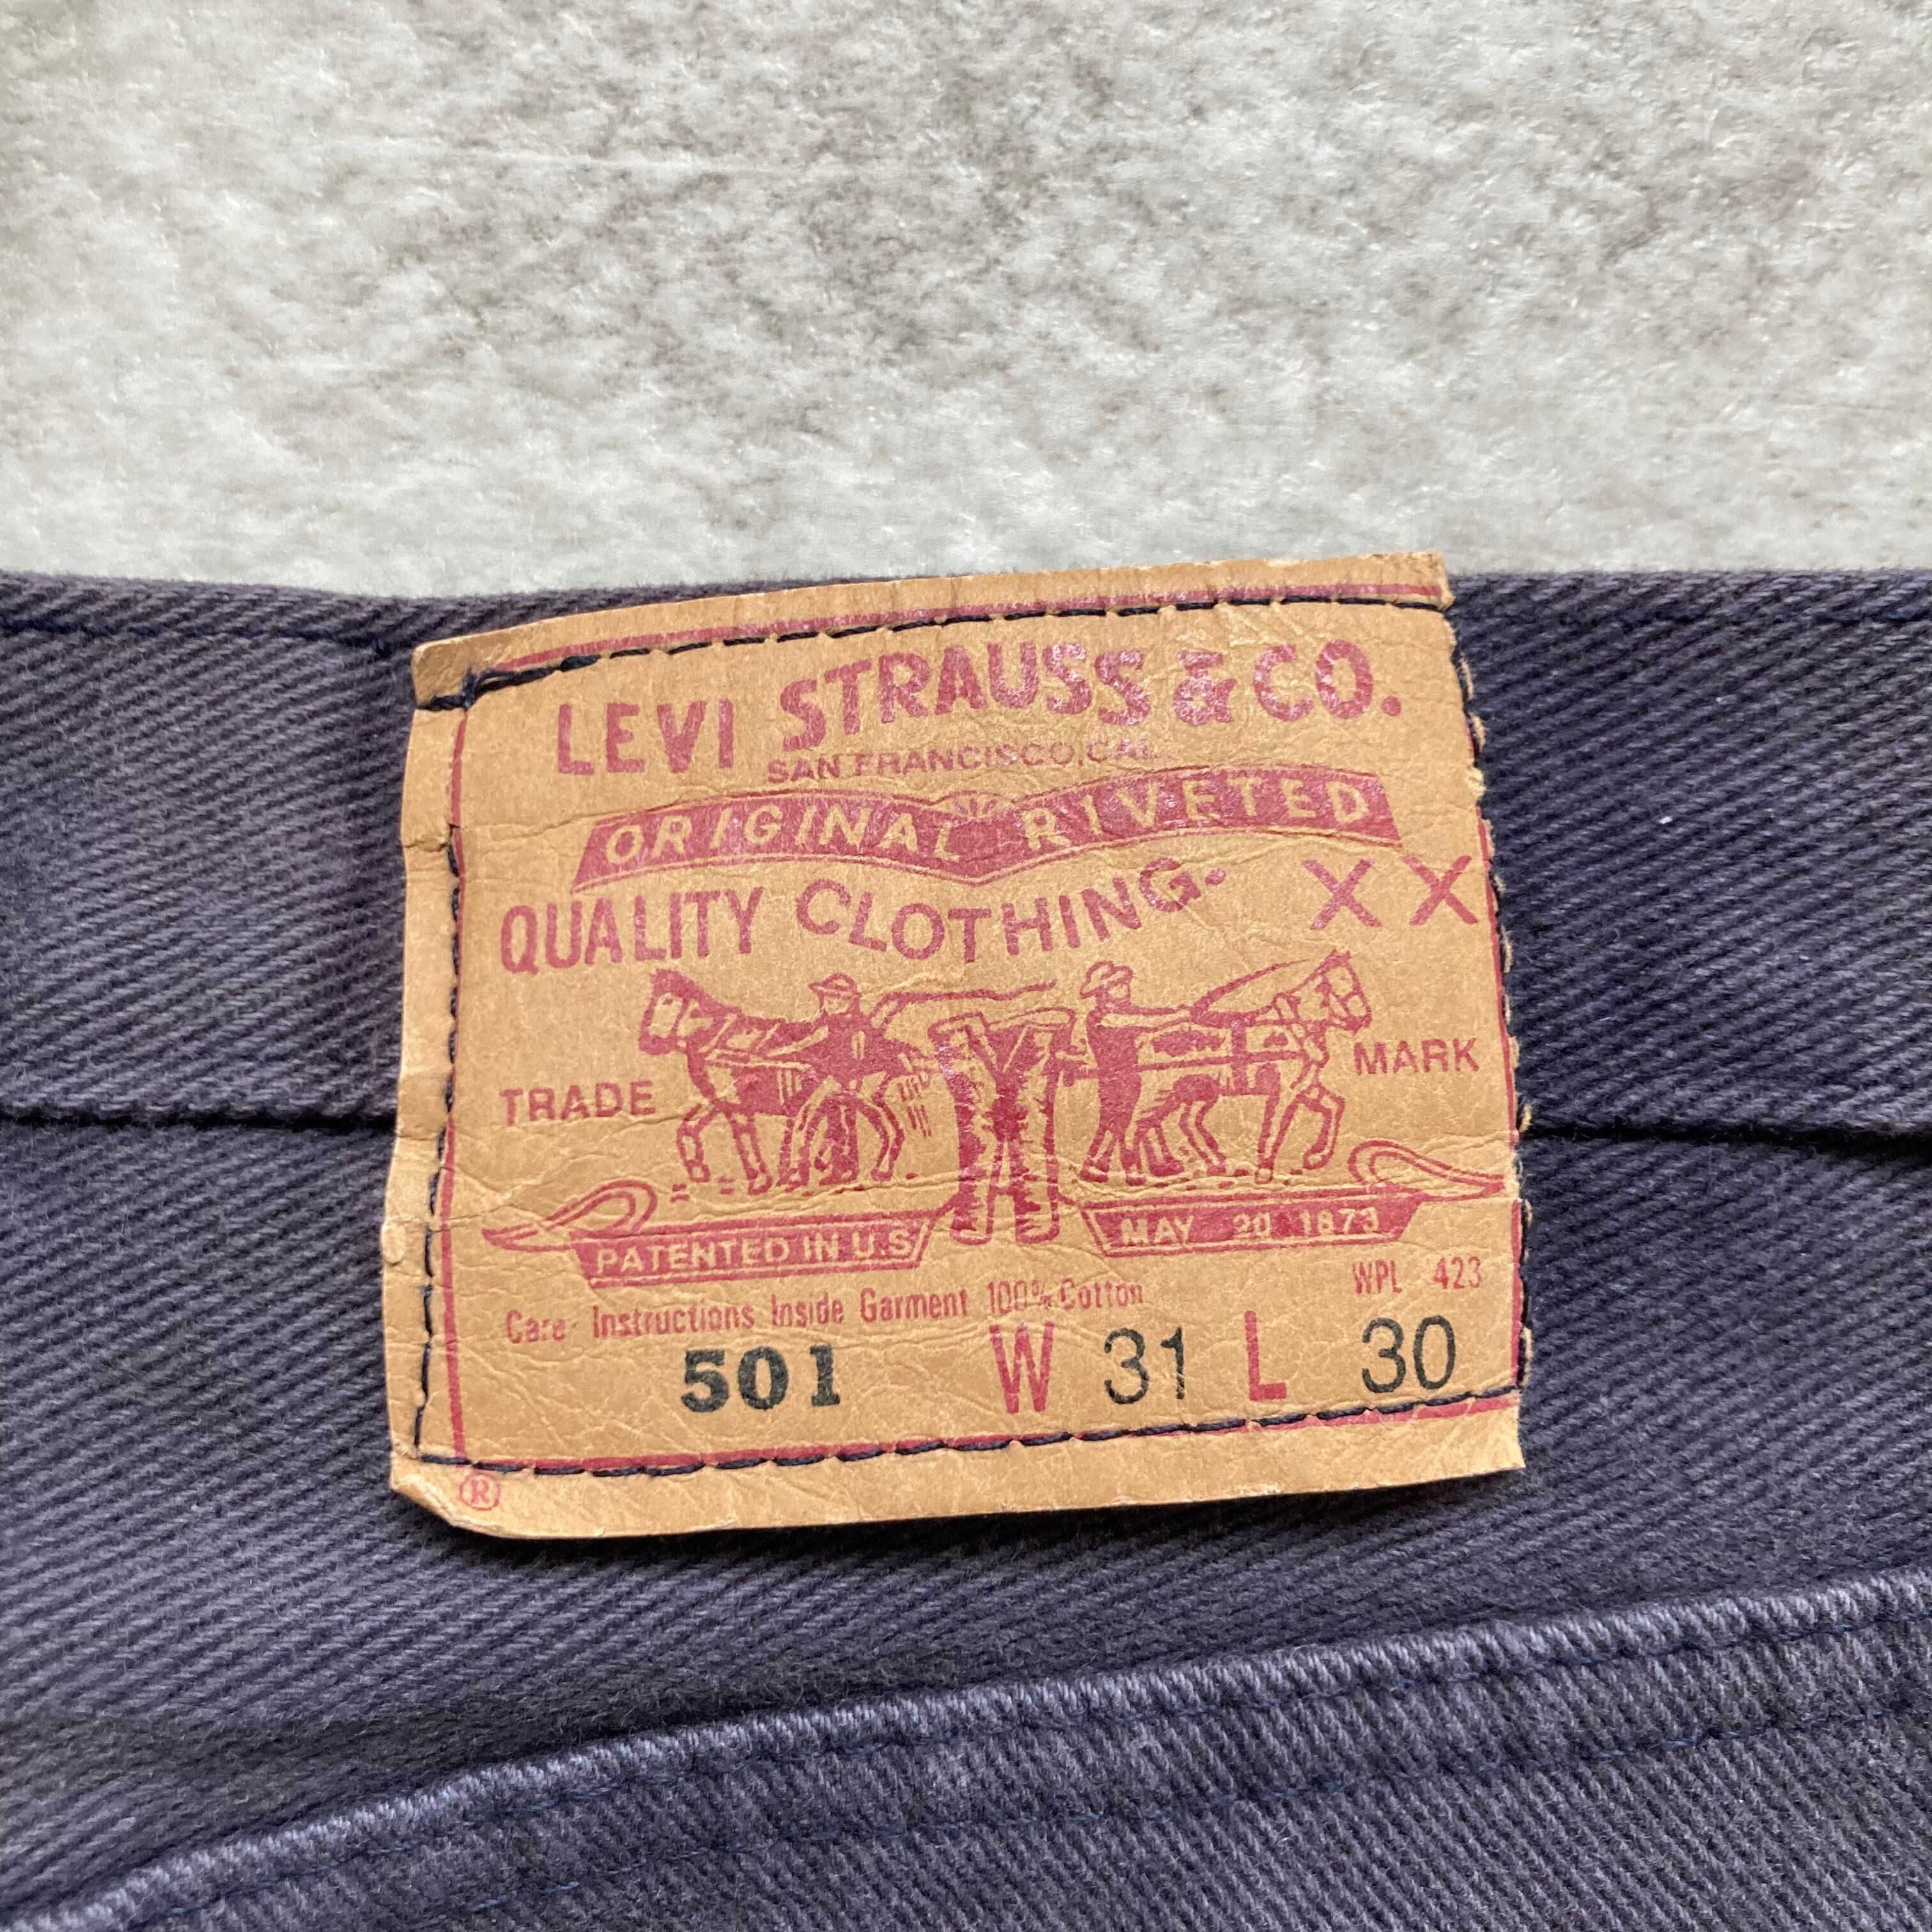 LEVI STRAUSS & CO.
SAN FRANCISCO, CAL.
ORIGINAL RIVETED
QUALITY CLOTHING. XX
TRADE MARK
PATENTED IN U.S MAY 20 1873
WPL 423
Care Instructions Inside Garment 100% Cotton
501 W 31 L 30
®